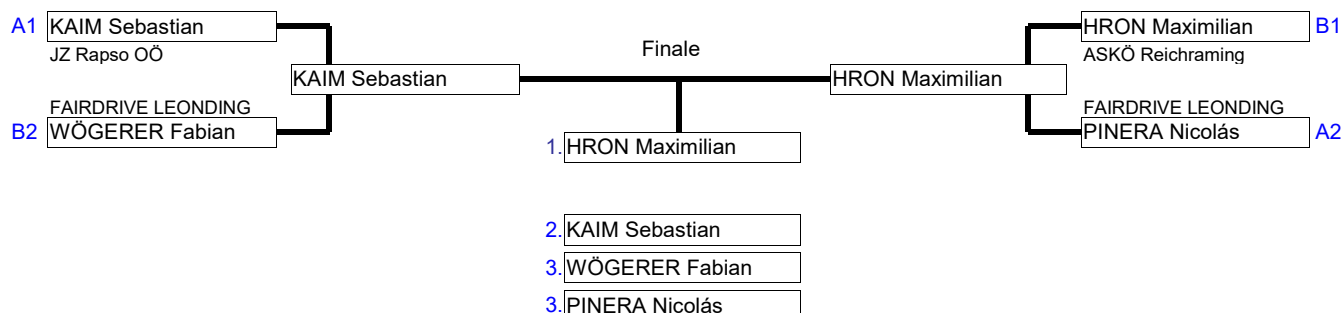 A1 KAIM Sebastian
JZ Rapso OÖ
HRON Maximilian B1
ASKÖ Reichraming
Finale
KAIM Sebastian
HRON Maximilian
FAIRDRIVE LEONDING
B2 WÖGERER Fabian
FAIRDRIVE LEONDING
PINERA Nicolás A2
1. HRON Maximilian
2. KAIM Sebastian
3. WÖGERER Fabian
3. PINERA Nicolás